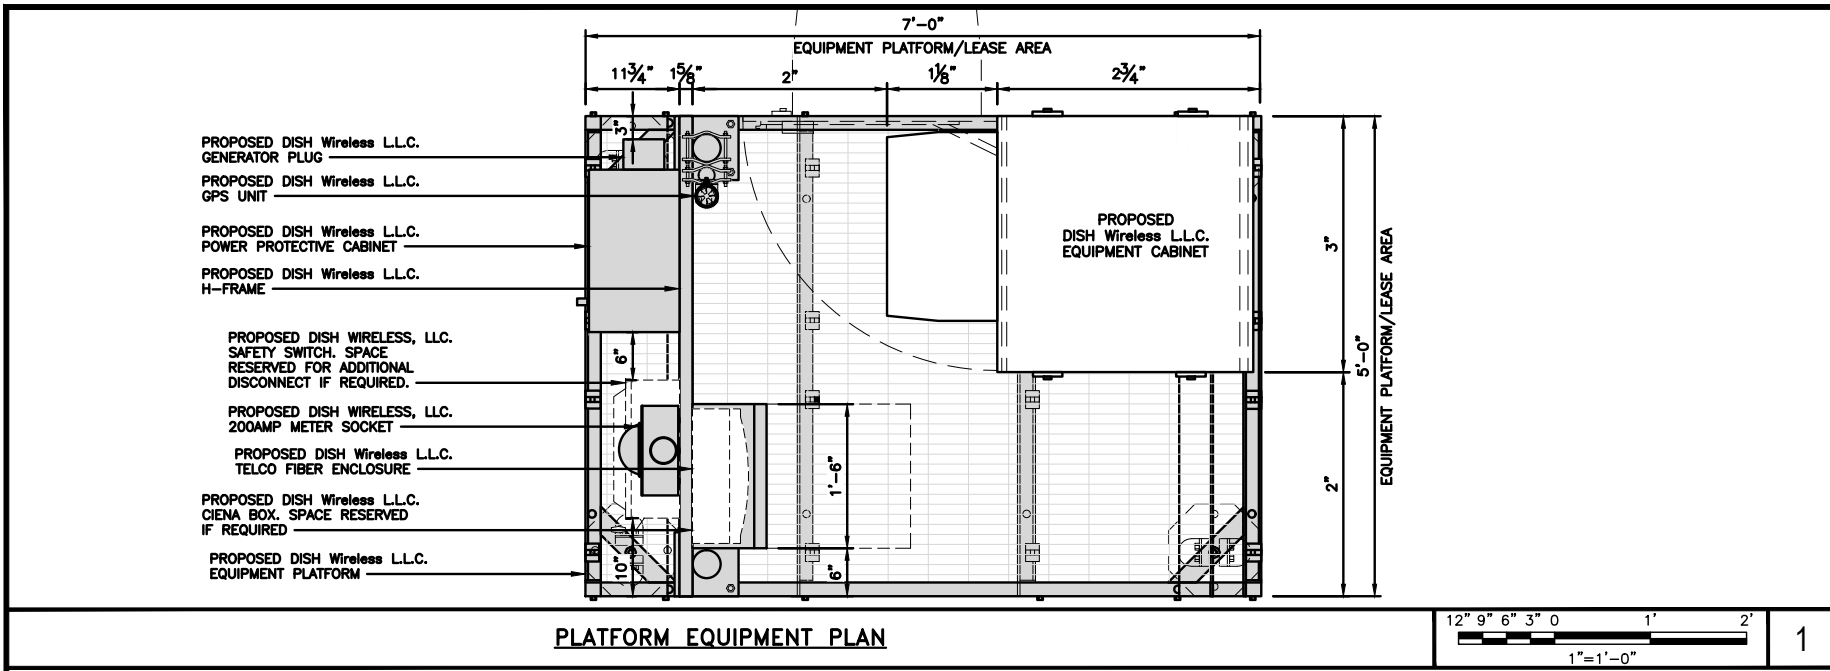 7'-0"
EQUIPMENT PLATFORM/LEASE AREA
11¾" 1⅝" 2" 1⅛" 2¾"
3"
PROPOSED DISH Wireless L.L.C.
GENERATOR PLUG
PROPOSED DISH Wireless L.L.C.
GPS UNIT
PROPOSED DISH Wireless L.L.C.
POWER PROTECTIVE CABINET
PROPOSED DISH Wireless L.L.C.
H-FRAME
PROPOSED DISH WIRELESS, LLC.
SAFETY SWITCH. SPACE
RESERVED FOR ADDITIONAL
DISCONNECT IF REQUIRED.
PROPOSED DISH WIRELESS, LLC.
200AMP METER SOCKET
PROPOSED DISH Wireless L.L.C.
TELCO FIBER ENCLOSURE
PROPOSED DISH Wireless L.L.C.
CIENA BOX. SPACE RESERVED
IF REQUIRED
PROPOSED DISH Wireless L.L.C.
EQUIPMENT PLATFORM
6"
10"
1'-6"
6"
PROPOSED
DISH Wireless L.L.C.
EQUIPMENT CABINET
3"
2"
5'-0"
EQUIPMENT PLATFORM/LEASE AREA
PLATFORM EQUIPMENT PLAN
12" 9" 6" 3" 0 1' 2'
1"=1'-0"
1